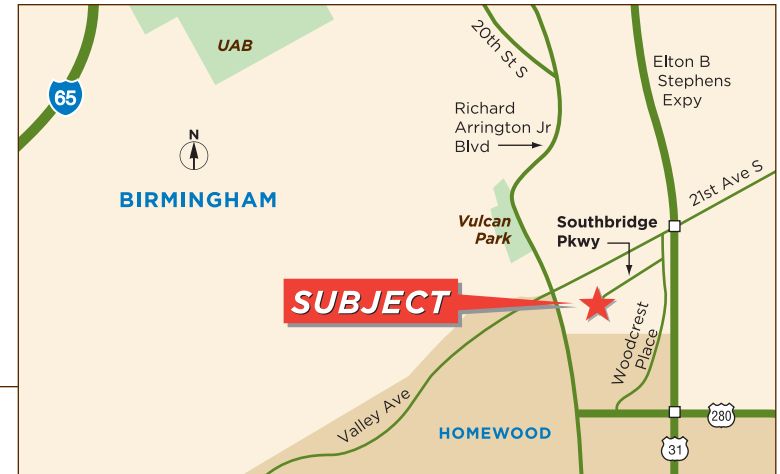 UAB
20th St S
Elton B
Stephens
Expy
65
Richard
Arrington Jr
Blvd
N
BIRMINGHAM
21st Ave S
Vulcan
Park
Southbridge
Pkwy
SUBJECT
Woodcrest
Place
Valley Ave
HOMEWOOD
280
31